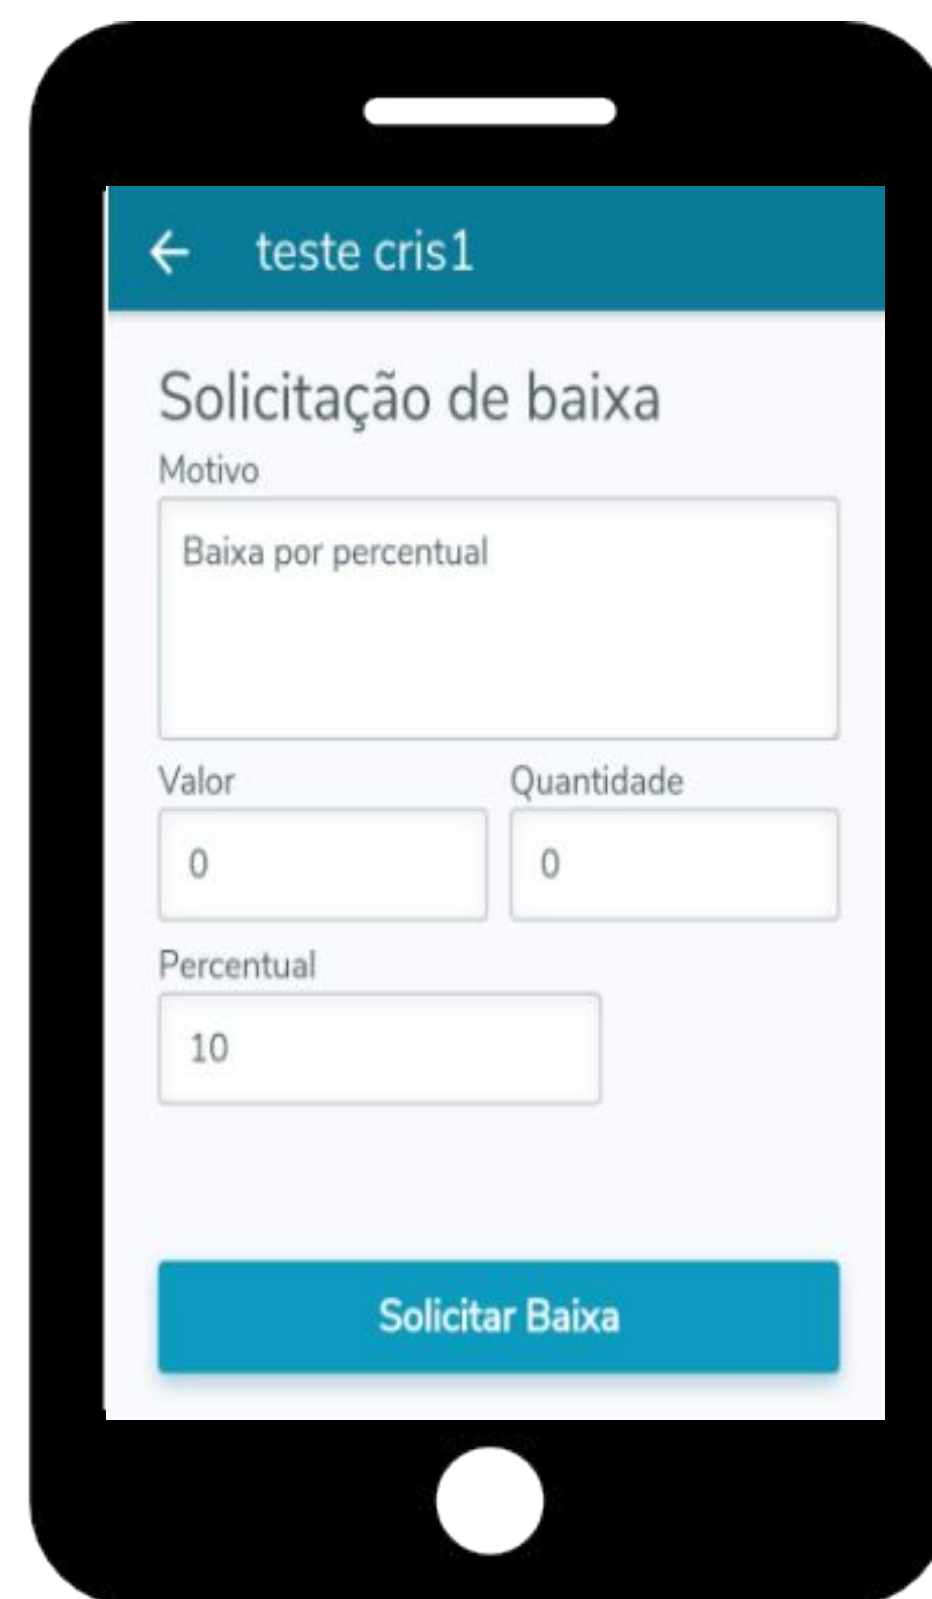 teste cris1
Solicitação de baixa
Motivo
Baixa por percentual
Valor Quantidade
0 0
Percentual
10
Solicitar Baixa